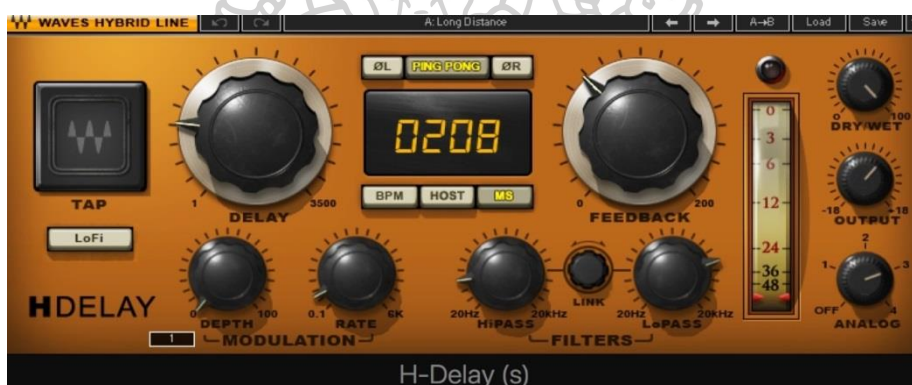 WAVES HYBRID LINE A: Long Distance A→B Load Save
ØL PING PONG ØR
0208
TAP
1 DELAY 3500
BPM HOST MS
0 FEEDBACK 200
LoFi
0 3 6 12 24 36 48
0 DRY/WET 100
-18 OUTPUT +18
OFF 1 2 3 4 ANALOG
H DELAY
0 DEPTH 100
0.1 RATE 6K
1 MODULATION
LINK
20Hz HiPASS 20kHz
20Hz LoPASS 20kHz
FILTERS
H-Delay (s)